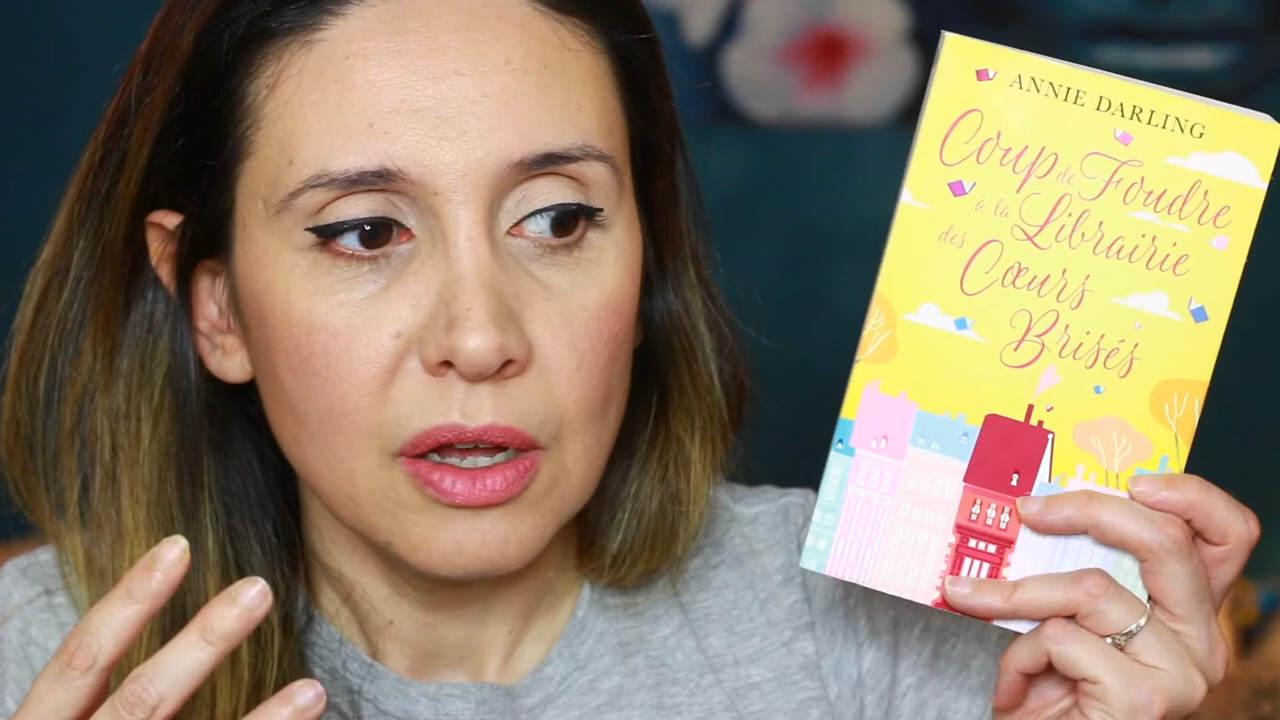 ANNIE DARLING
Coup de Foudre
à la Librairie
des Cœurs
Brisés